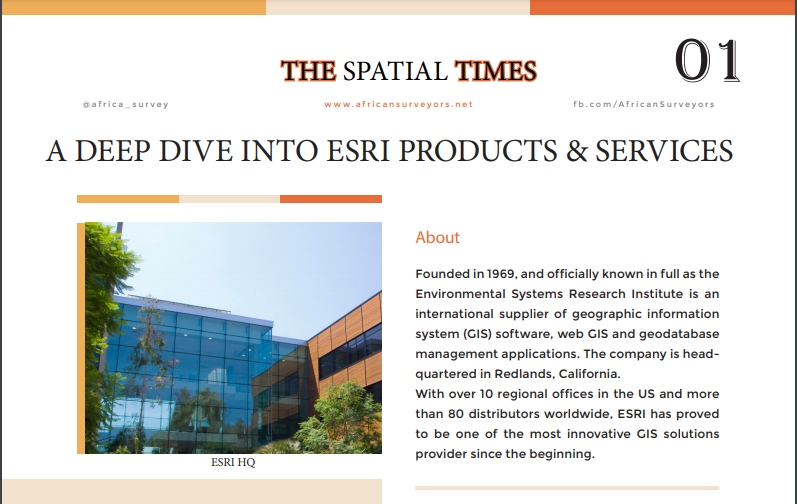 01
THE SPATIAL TIMES
@africa_survey
www.africansurveyors.net
fb.com/AfricanSurveyors
A DEEP DIVE INTO ESRI PRODUCTS & SERVICES
ESRI HQ
About
Founded in 1969, and officially known in full as the
Environmental Systems Research Institute is an
international supplier of geographic information
system (GIS) software, web GIS and geodatabase
management applications. The company is head-
quartered in Redlands, California.
With over 10 regional offices in the US and more
than 80 distributors worldwide, ESRI has proved
to be one of the most innovative GIS solutions
provider since the beginning.